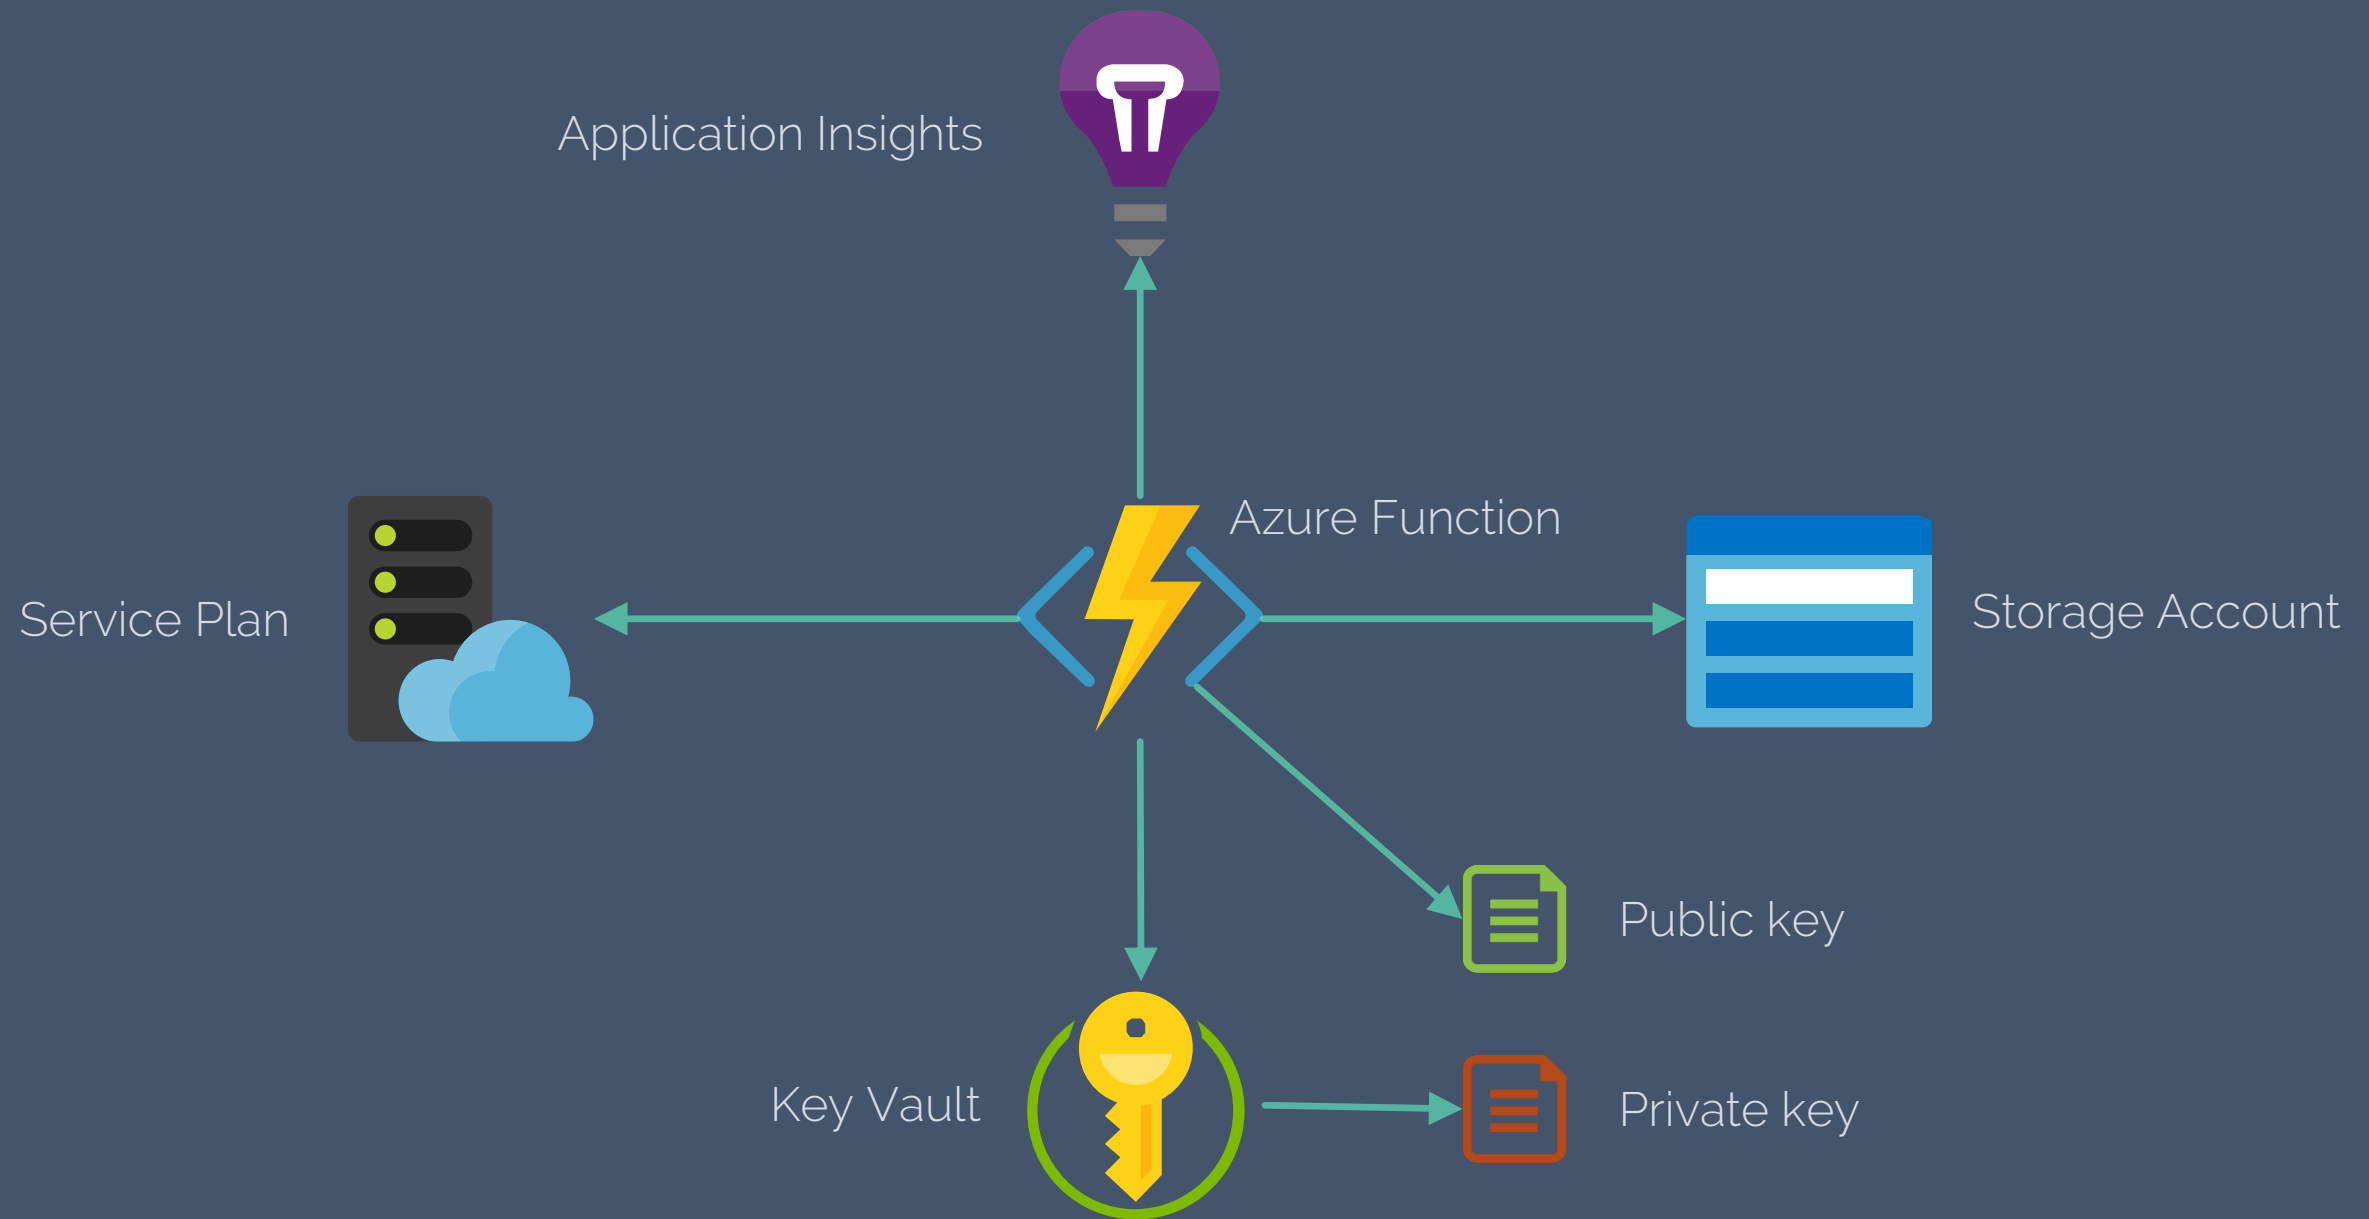 Application Insights
Azure Function
Service Plan
Storage Account
Public key
Key Vault
Private key